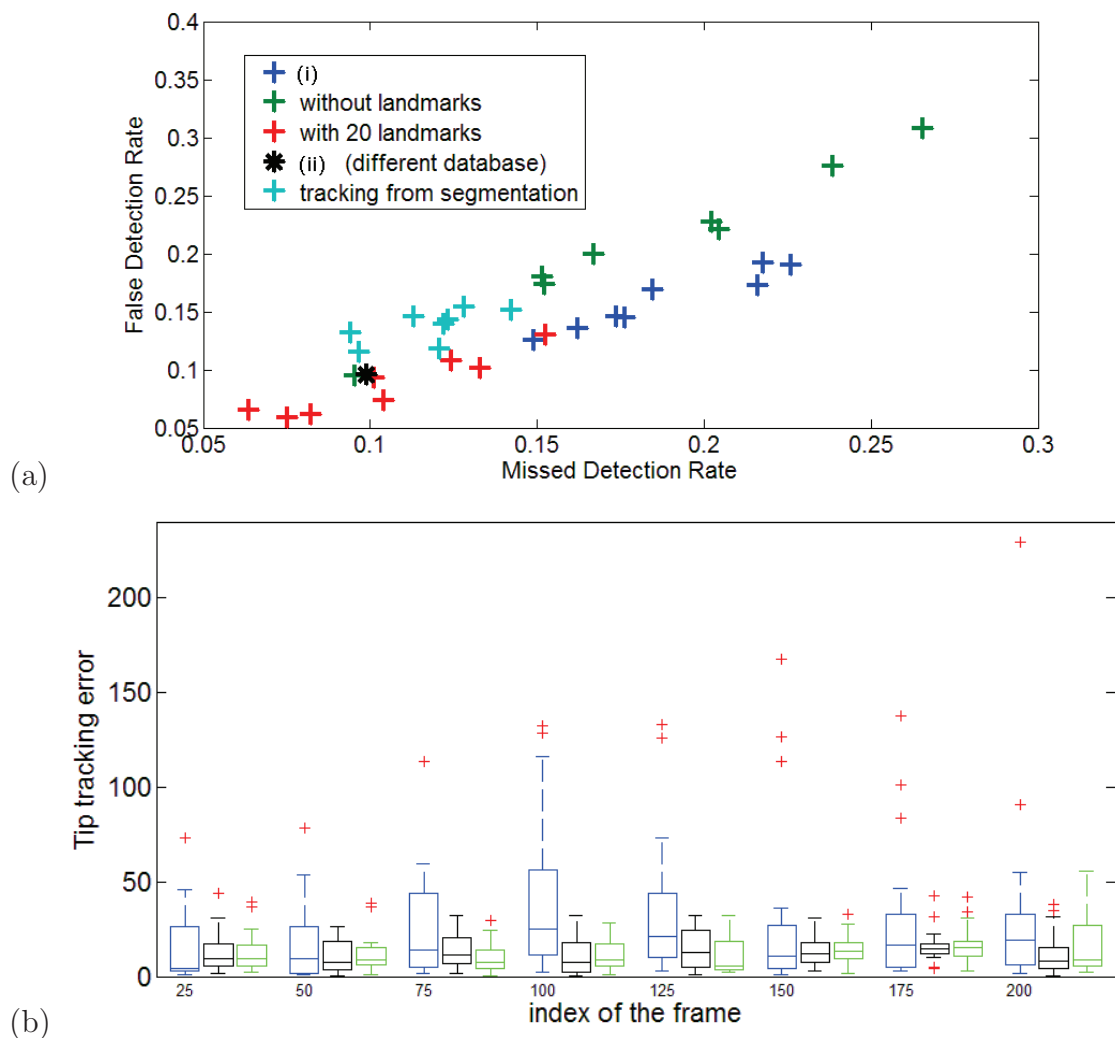 0.4
0.35
0.3
0.25
0.2
0.15
0.1
0.05
False Detection Rate
(i)
without landmarks
with 20 landmarks
(ii) (different database)
tracking from segmentation
0.05 0.1 0.15 0.2 0.25 0.3
Missed Detection Rate
(a)
200
150
100
50
0
Tip tracking error
25 50 75 100 125 150 175 200
index of the frame
(b)